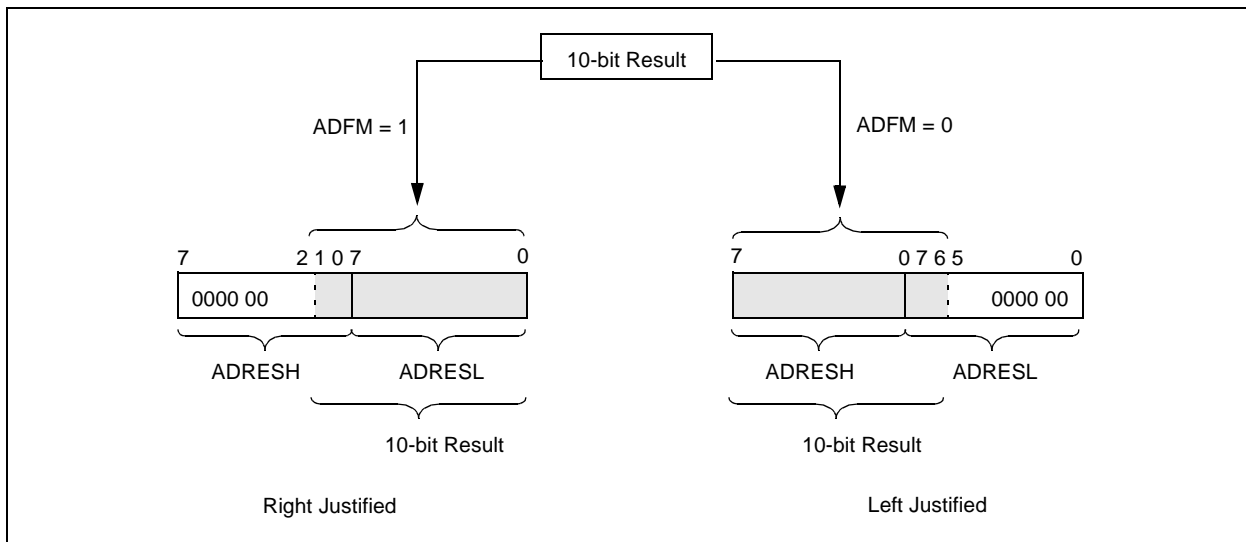 10-bit Result
ADFM = 1
ADFM = 0
7 2 1 0 7 0
7 0 7 6 5 0
0000 00
0000 00
ADRESH ADRESL
ADRESH ADRESL
10-bit Result
10-bit Result
Right Justified
Left Justified